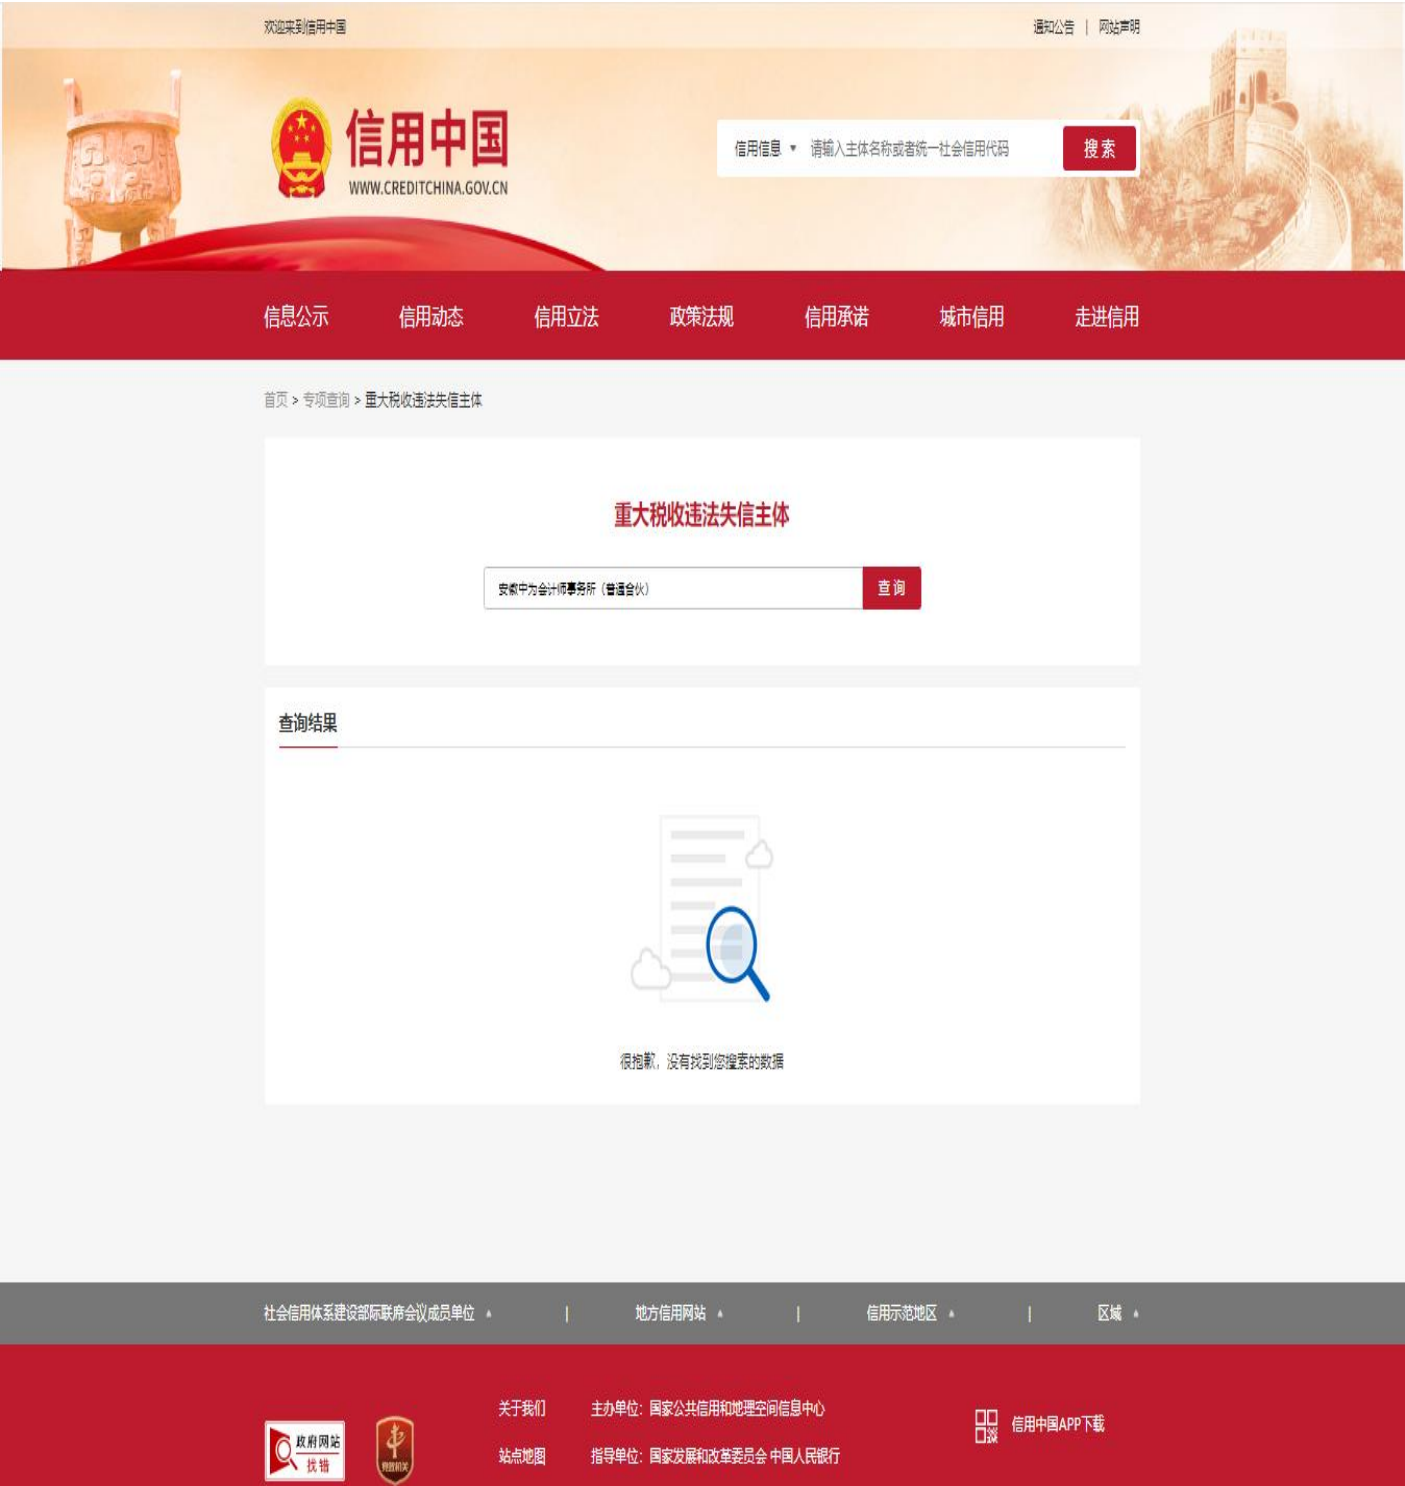 欢迎来到信用中国
通知公告 | 网站声明
信用中国
WWW.CREDITCHINA.GOV.CN
信用信息 请输入主体名称或者统一社会信用代码 搜索
信息公示 信用动态 信用立法 政策法规 信用承诺 城市信用 走进信用
首页 > 专项查询 > 重大税收违法失信主体
重大税收违法失信主体
安徽中为会计师事务所（普通合伙） 查询
查询结果
很抱歉，没有找到您搜索的数据
社会信用体系建设部际联席会议成员单位 | 地方信用网站 | 信用示范地区 | 区域
关于我们 主办单位：国家公共信用和地理空间信息中心
站点地图 指导单位：国家发展和改革委员会 中国人民银行
政府网站
找错
党政机关
信用中国APP下载